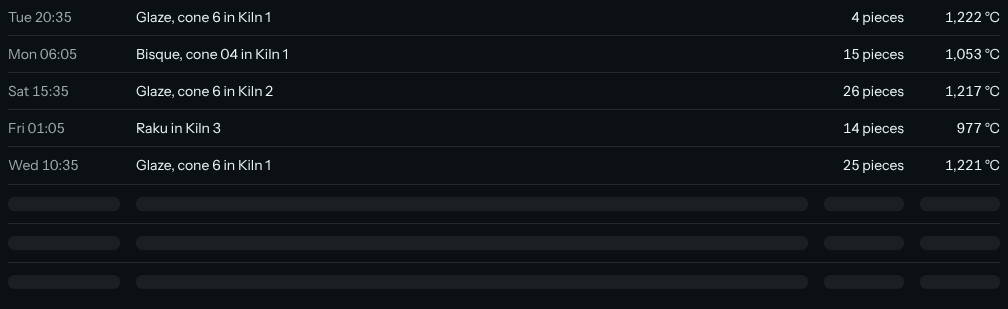 Tue 20:35 Glaze, cone 6 in Kiln 1 4 pieces 1,222 °C
Mon 06:05 Bisque, cone 04 in Kiln 1 15 pieces 1,053 °C
Sat 15:35 Glaze, cone 6 in Kiln 2 26 pieces 1,217 °C
Fri 01:05 Raku in Kiln 3 14 pieces 977 °C
Wed 10:35 Glaze, cone 6 in Kiln 1 25 pieces 1,221 °C